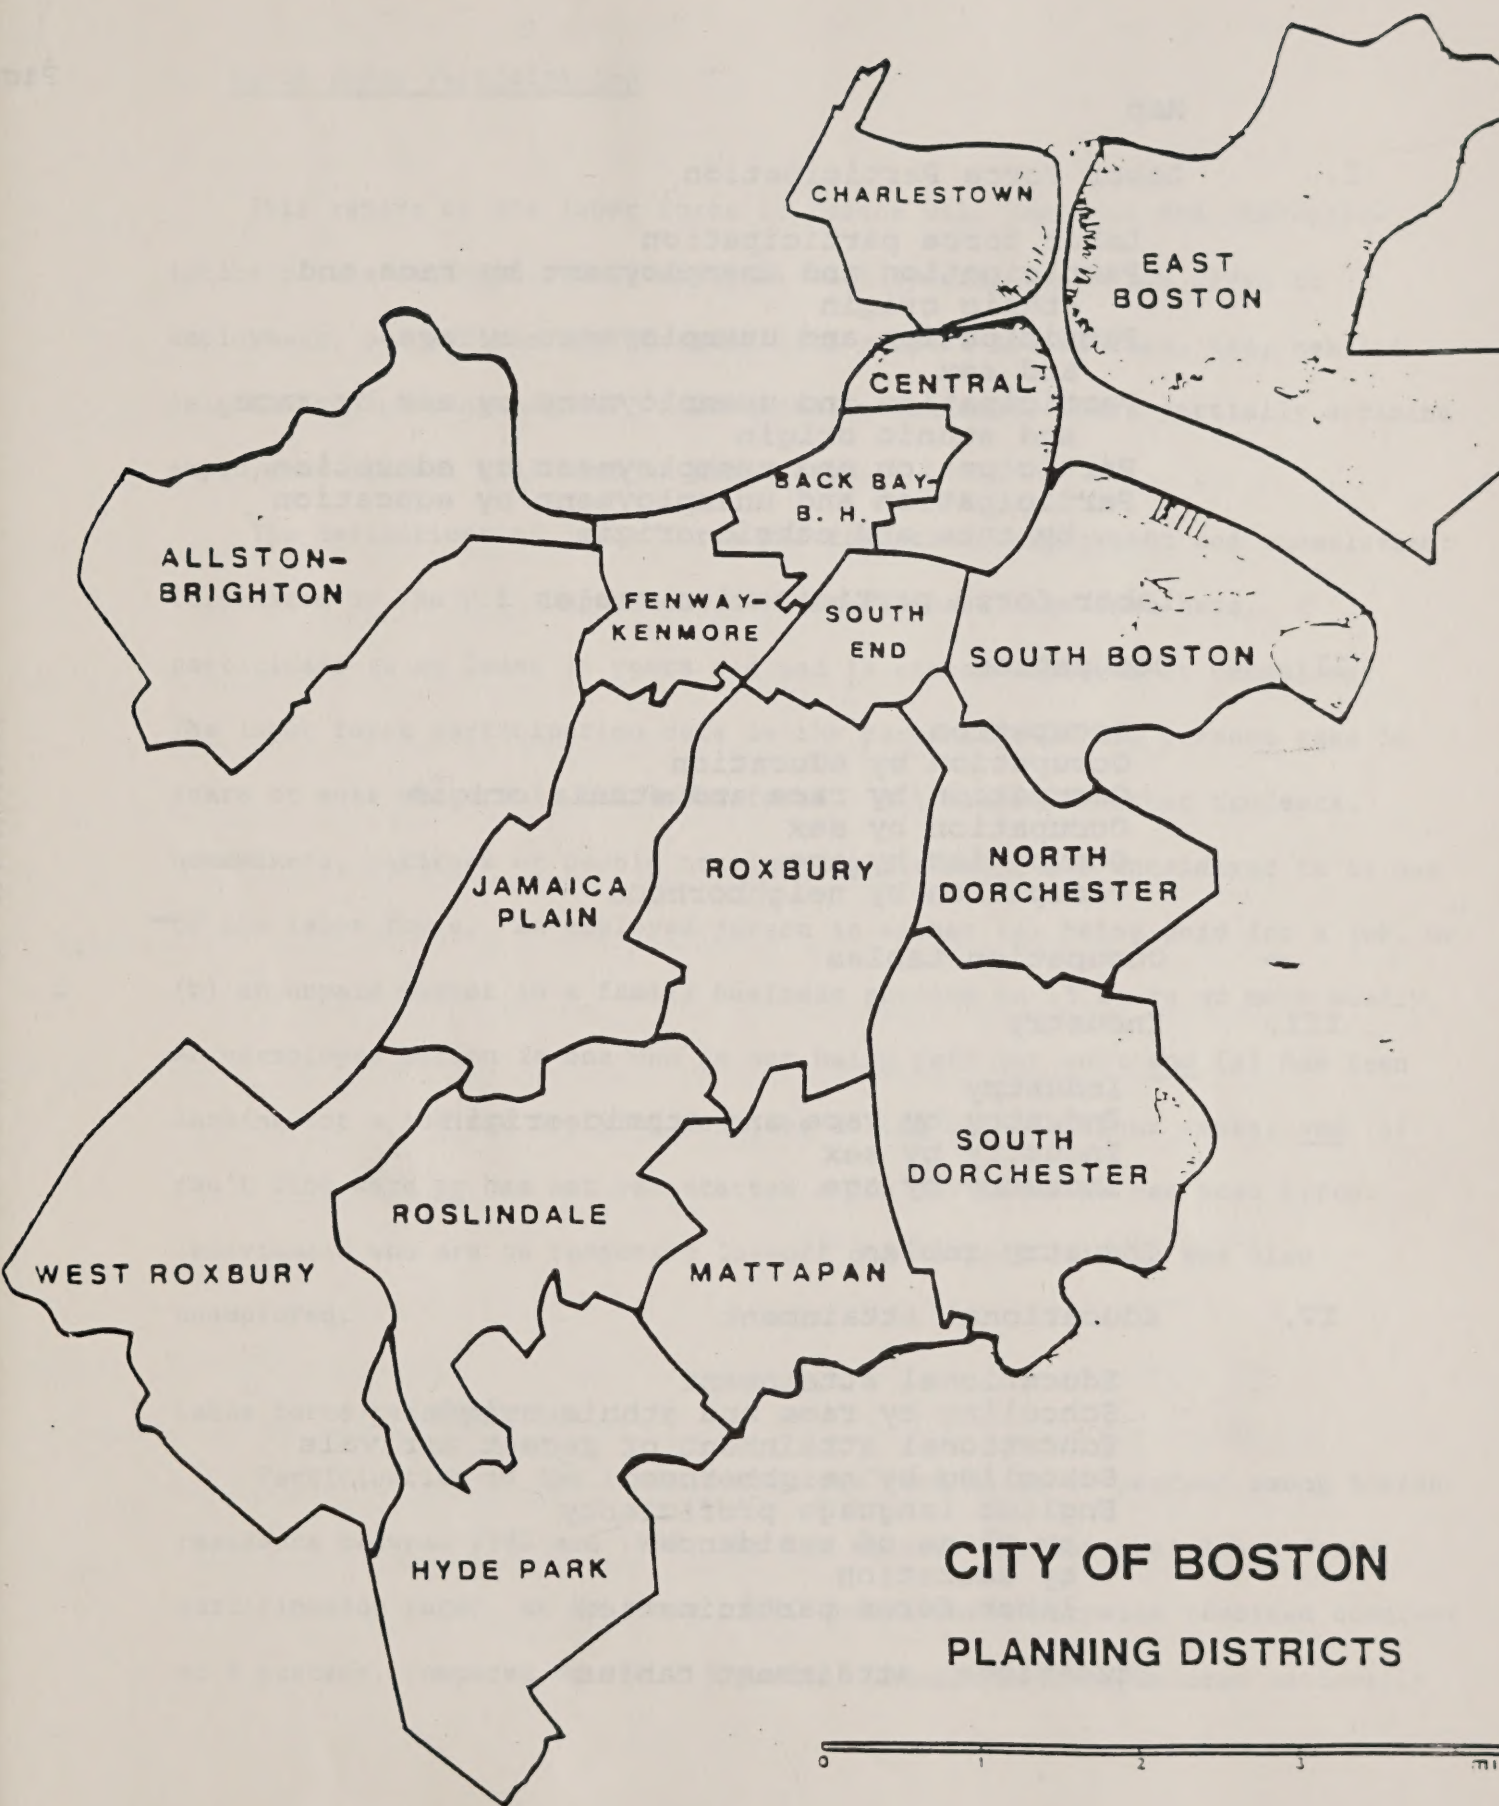 CHARLESTOWN
EAST
BOSTON
CENTRAL
BACK BAY-
B. H.
ALLSTON-
BRIGHTON
FENWAY-
KENMORE
SOUTH
END
SOUTH BOSTON
JAMAICA
PLAIN
ROXBURY
NORTH
DORCHESTER
SOUTH
DORCHESTER
ROSLINDALE
WEST ROXBURY
MATTAPAN
HYDE PARK
CITY OF BOSTON
PLANNING DISTRICTS
0 1 2 3